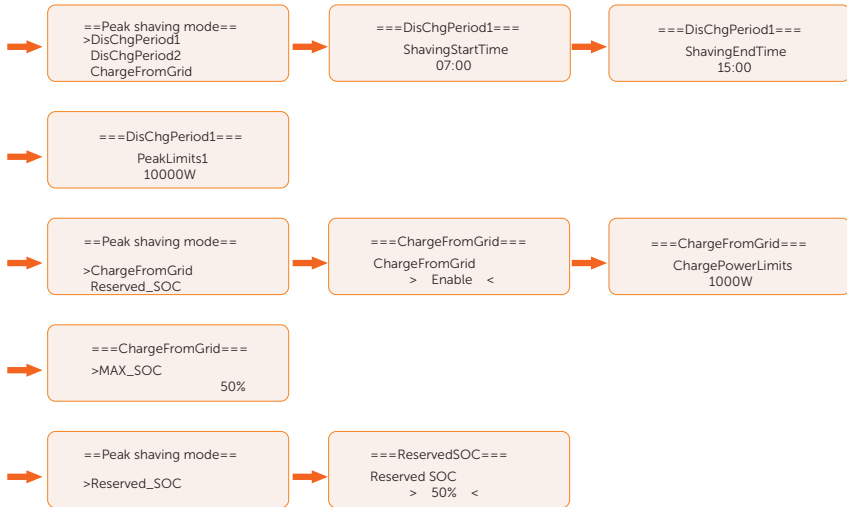 ==Peak shaving mode==
>DisChgPeriod1
DisChgPeriod2
ChargeFromGrid
===DisChgPeriod1===
ShavingStartTime
07:00
===DisChgPeriod1===
ShavingEndTime
15:00
===DisChgPeriod1===
PeakLimits1
10000W
==Peak shaving mode==
>ChargeFromGrid
Reserved_SOC
===ChargeFromGrid===
ChargeFromGrid
> Enable <
===ChargeFromGrid===
ChargePowerLimits
1000W
===ChargeFromGrid===
>MAX_SOC
50%
==Peak shaving mode==
>Reserved_SOC
===ReservedSOC===
Reserved SOC
> 50% <